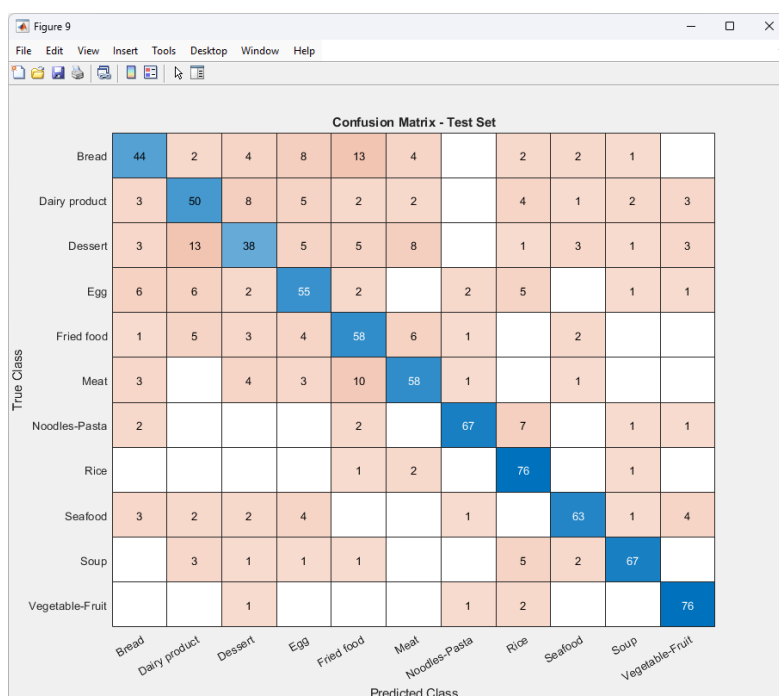 Figure 9
File Edit View Insert Tools Desktop Window Help
Confusion Matrix - Test Set
Bread 44 2 4 8 13 4 2 2 1
Dairy product 3 50 8 5 2 2 4 1 2 3
Dessert 3 13 38 5 5 8 1 3 1 3
Egg 6 6 2 55 2 2 5 1 1
Fried food 1 5 3 4 58 6 1 2
Meat 3 4 3 10 58 1 1
Noodles-Pasta 2 2 67 7 1 1
Rice 1 2 76 1
Seafood 3 2 2 4 1 63 1 4
Soup 3 1 1 1 5 2 67
Vegetable-Fruit 1 1 2 76
True Class
Bread Dairy product Dessert Egg Fried food Meat Noodles-Pasta Rice Seafood Soup Vegetable-Fruit
Predicted Class